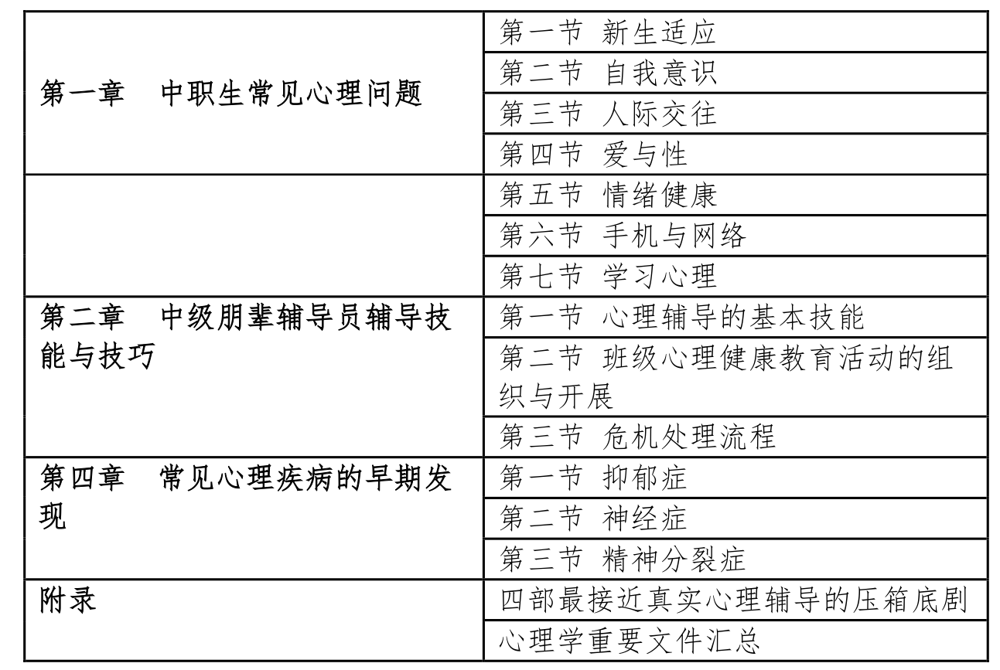 第一章 中职生常见心理问题
第一节 新生适应
第二节 自我意识
第三节 人际交往
第四节 爱与性
第五节 情绪健康
第六节 手机与网络
第七节 学习心理
第二章 中级朋辈辅导员辅导技
能与技巧
第一节 心理辅导的基本技能
第二节 班级心理健康教育活动的组
织与开展
第三节 危机处理流程
第四章 常见心理疾病的早期发
现
第一节 抑郁症
第二节 神经症
第三节 精神分裂症
附录
四部最接近真实心理辅导的压箱底剧
心理学重要文件汇总